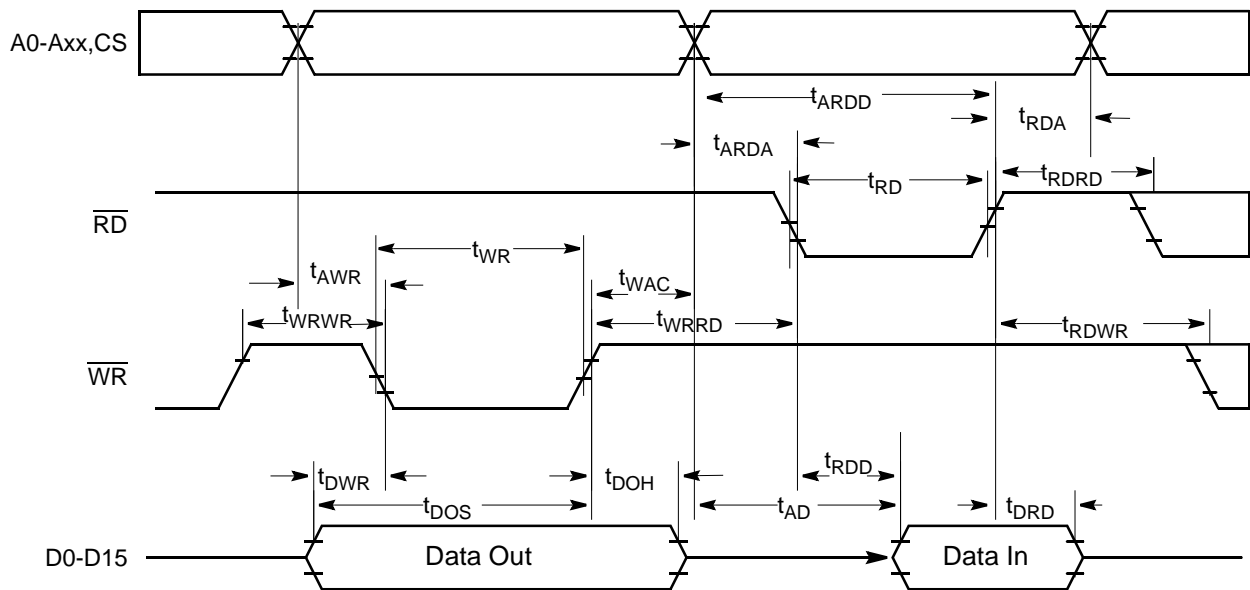 A0-Axx,CS
tARDD
tRDA
tARDA
tRD
tRDRD
RD
tWR
tAWR
tWAC
tWRWR
tWRRD
tRDWR
WR
tRDD
tDWR
tDOH
tDOS
tAD
tDRD
D0-D15
Data Out
Data In